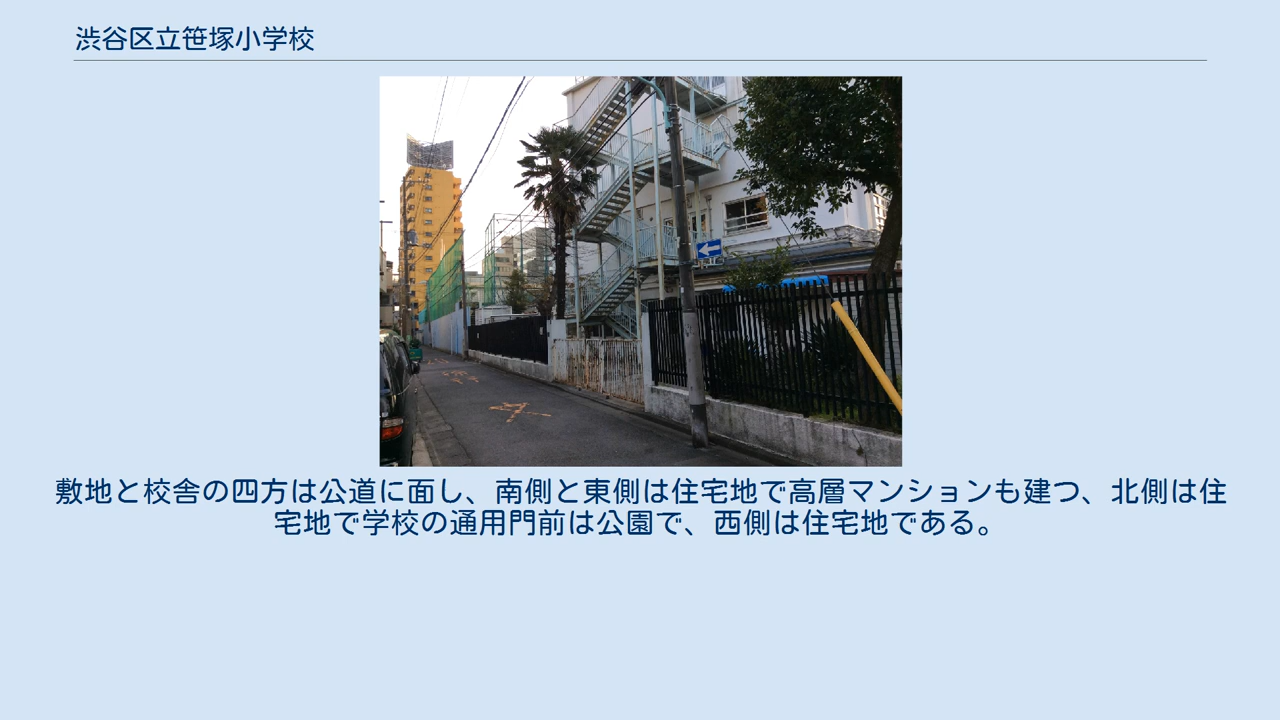 渋谷区立笹塚小学校
敷地と校舎の四方は公道に面し、南側と東側は住宅地で高層マンションも建つ、北側は住
宅地で学校の通用門前は公園で、西側は住宅地である。